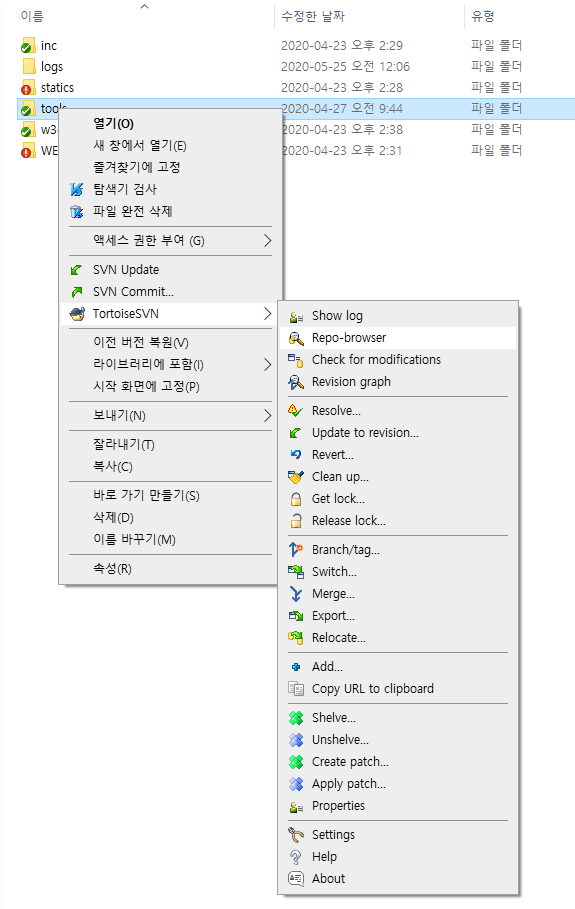 이름 수정한 날짜 유형
inc 2020-04-23 오후 2:29 파일 폴더
logs 2020-05-25 오전 12:06 파일 폴더
statics 2020-04-23 오후 2:28 파일 폴더
tools 2020-04-27 오전 9:44 파일 폴더
2020-04-23 오후 2:38 파일 폴더
2020-04-23 오후 2:31 파일 폴더
열기(O)
새 창에서 열기(E)
즐겨찾기에 고정
탐색기 검사
파일 완전 삭제
액세스 권한 부여 (G)
SVN Update
SVN Commit...
TortoiseSVN
이전 버전 복원(V)
라이브러리에 포함(I)
시작 화면에 고정(P)
보내기(N)
잘라내기(T)
복사(C)
바로 가기 만들기(S)
삭제(D)
이름 바꾸기(M)
속성(R)
Show log
Repo-browser
Check for modifications
Revision graph
Resolve...
Update to revision...
Revert...
Clean up...
Get lock...
Release lock...
Branch/tag...
Switch...
Merge...
Export...
Relocate...
Add...
Copy URL to clipboard
Shelve...
Unshelve...
Create patch...
Apply patch...
Properties
Settings
Help
About